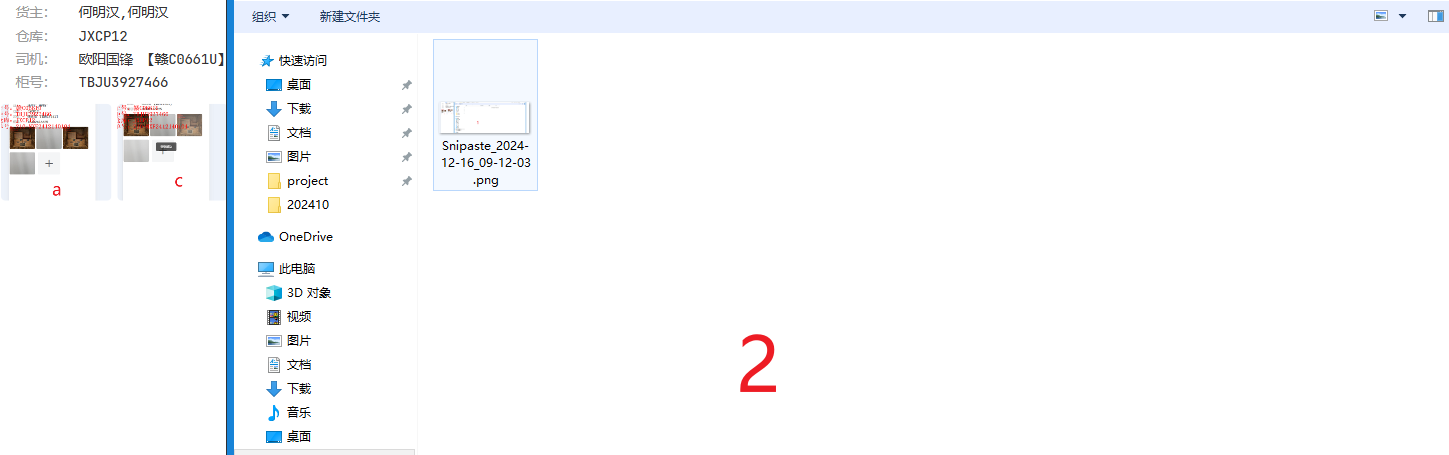 货主: 何明汉,何明汉
仓库: JXCP12
司机: 欧阳国锋 【赣C0661U】
柜号: TBJU3927466
a
c
组织
新建文件夹
快速访问
桌面
下载
文档
图片
project
202410
OneDrive
此电脑
3D 对象
视频
图片
文档
下载
音乐
桌面
Snipaste_2024-
12-16_09-12-03
.png
2